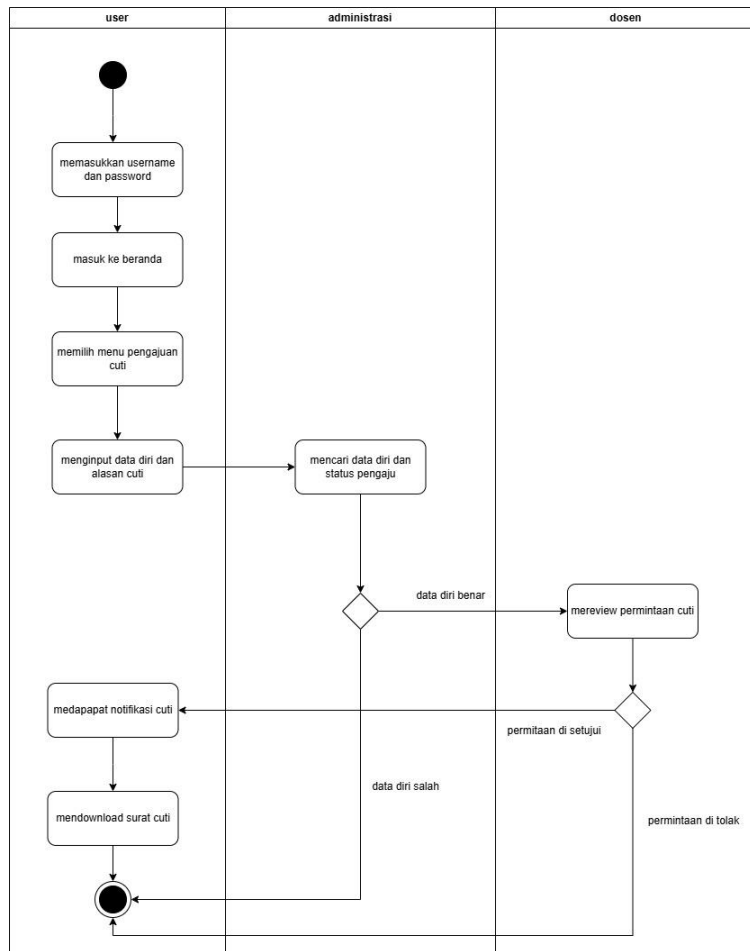 user
administrasi
dosen
memasukkan username
dan password
masuk ke beranda
memilih menu pengajuan
cuti
menginput data diri dan
alasan cuti
mencari data diri dan
status pengaju
data diri benar
mereview permintaan cuti
medapapat notifikasi cuti
permitaan di setujui
data diri salah
mendownload surat cuti
permintaan di tolak